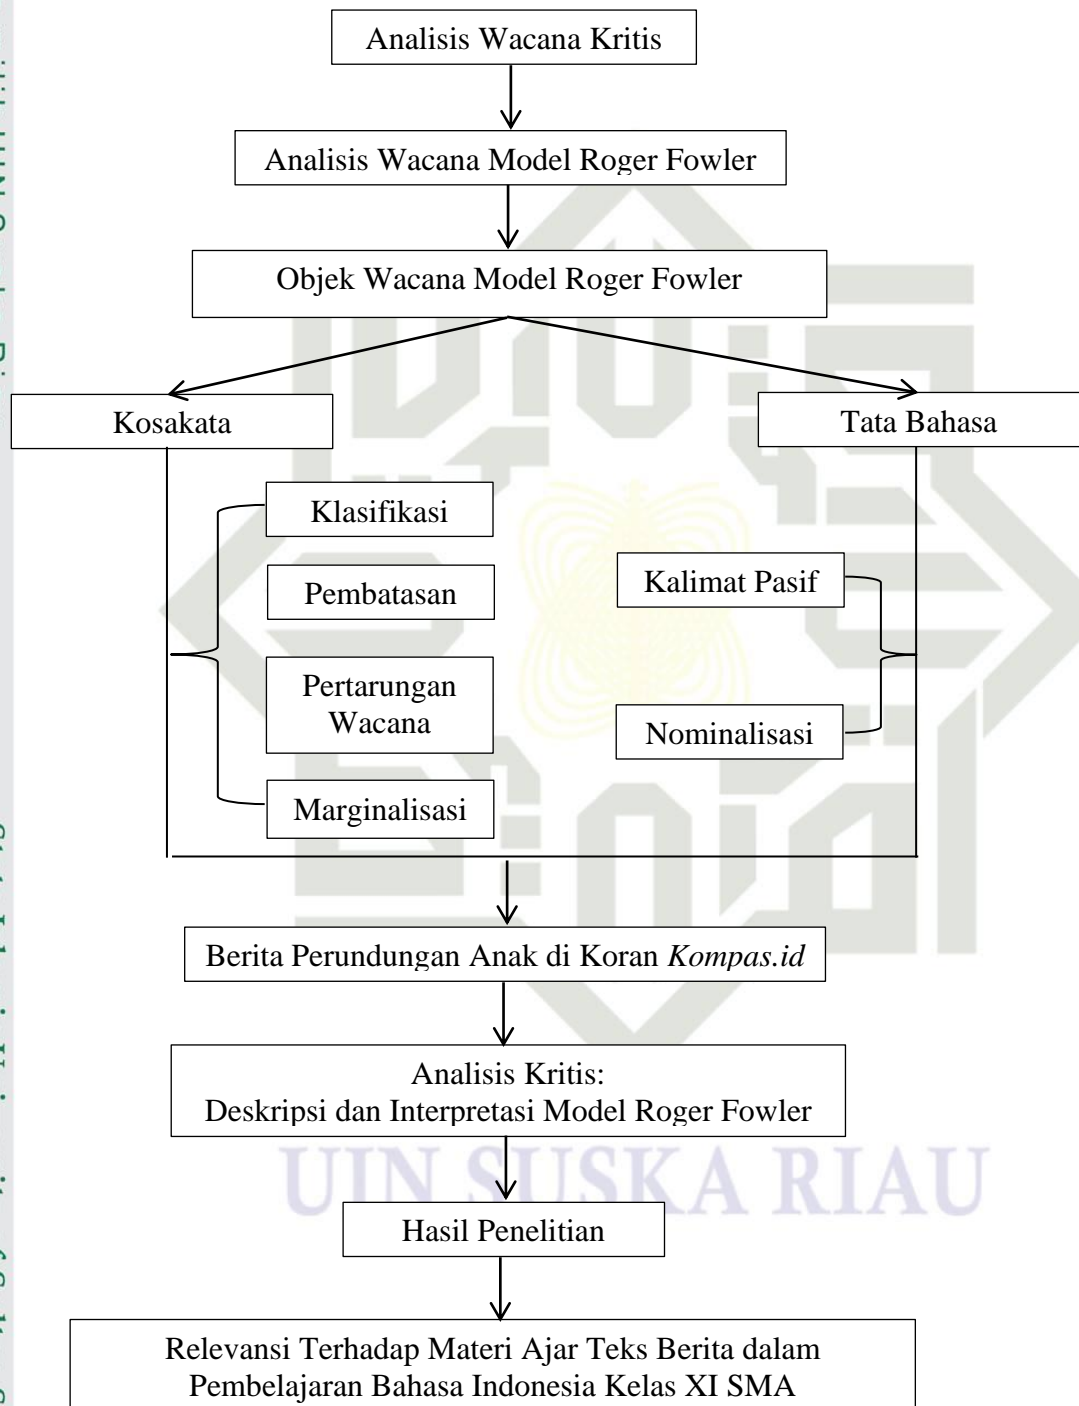 Analisis Wacana Kritis
Analisis Wacana Model Roger Fowler
Objek Wacana Model Roger Fowler
Kosakata
Tata Bahasa
Klasifikasi
Pembatasan
Pertarungan
Wacana
Marginalisasi
Kalimat Pasif
Nominalisasi
Berita Perundungan Anak di Koran Kompas.id
Analisis Kritis:
Deskripsi dan Interpretasi Model Roger Fowler
UIN SUSKA RIAU
Hasil Penelitian
Relevansi Terhadap Materi Ajar Teks Berita dalam
Pembelajaran Bahasa Indonesia Kelas XI SMA